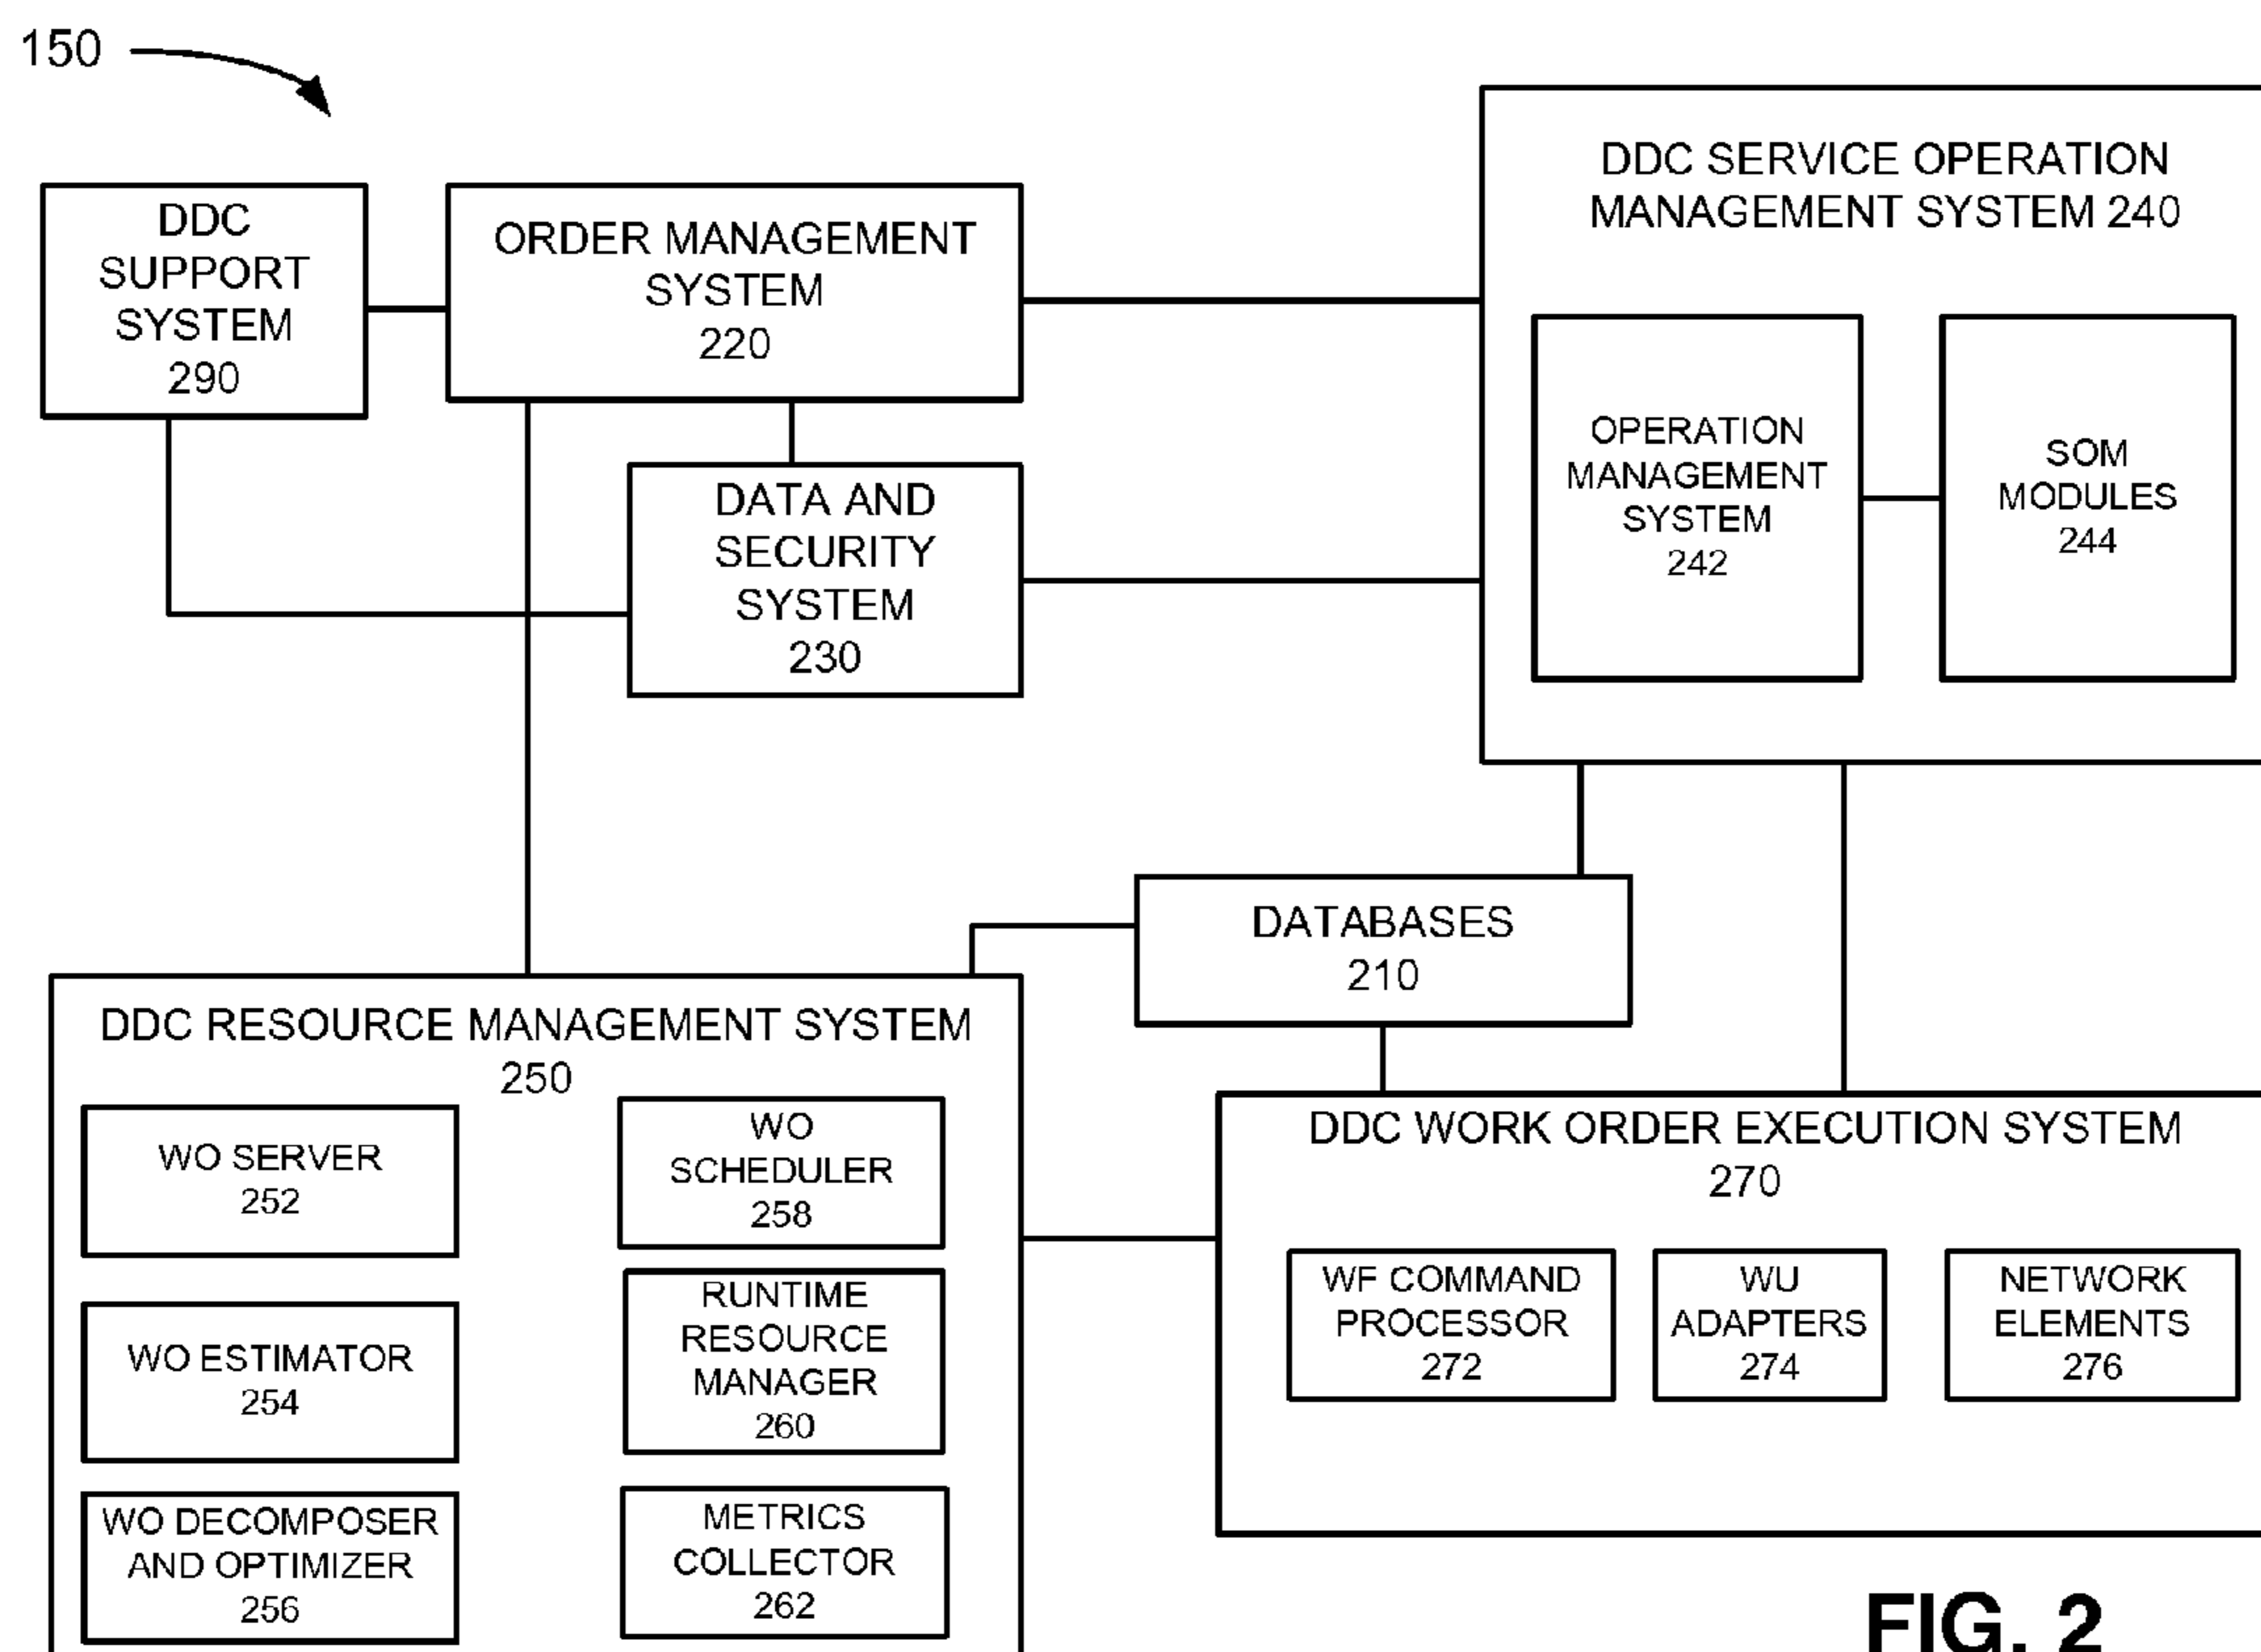 150
DDC
SUPPORT
SYSTEM
290
ORDER MANAGEMENT
SYSTEM
220
DATA AND
SECURITY
SYSTEM
230
DDC SERVICE OPERATION
MANAGEMENT SYSTEM 240
OPERATION
MANAGEMENT
SYSTEM
242
SOM
MODULES
244
DATABASES
210
DDC RESOURCE MANAGEMENT SYSTEM
250
WO SERVER
252
WO ESTIMATOR
254
WO DECOMPOSER
AND OPTIMIZER
256
WO
SCHEDULER
258
RUNTIME
RESOURCE
MANAGER
260
METRICS
COLLECTOR
262
DDC WORK ORDER EXECUTION SYSTEM
270
WF COMMAND
PROCESSOR
272
WU
ADAPTERS
274
NETWORK
ELEMENTS
276
FIG. 2